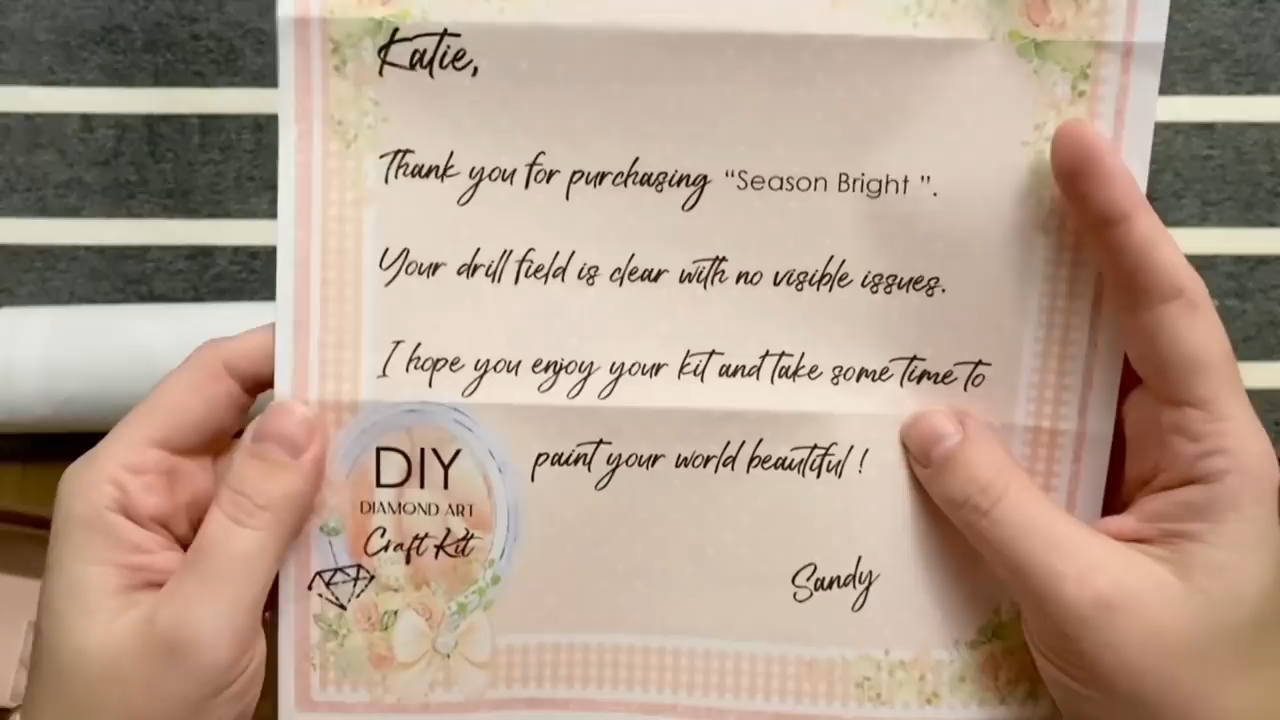 Katie,
Thank you for purchasing “Season Bright ”.
Your drill field is clear with no visible issues.
I hope you enjoy your kit and take some time to
paint your world beautiful !
DIY
DIAMOND ART
Craft Kit
Sandy